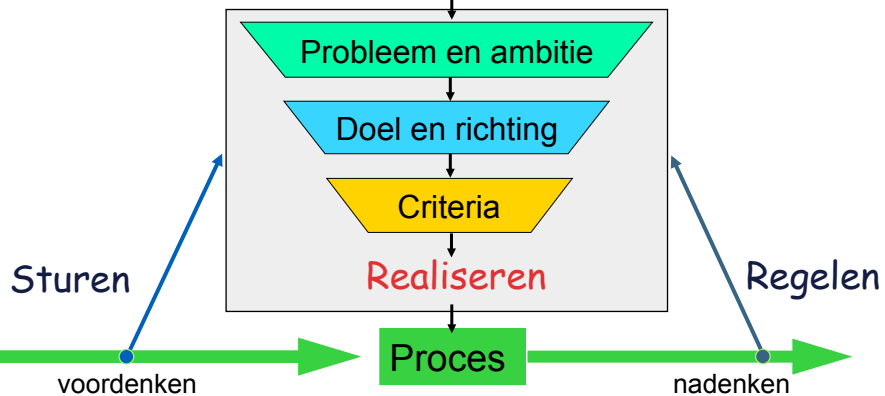 Probleem en ambitie
Doel en richting
Criteria
Sturen
Realiseren
Regelen
Proces
voordenken
nadenken